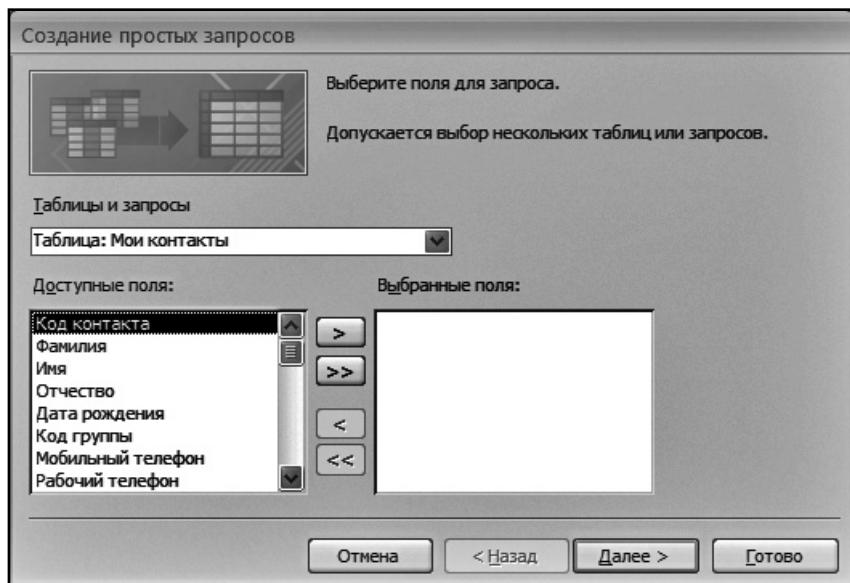 Создание простых запросов
Выберите поля для запроса.
Допускается выбор нескольких таблиц или запросов.
Таблицы и запросы
Таблица: Мои контакты
Доступные поля:
Выбранные поля:
Код контакта
Фамилия
Имя
Отчество
Дата рождения
Код группы
Мобильный телефон
Рабочий телефон
>
>>
<
<<
Отмена
< Назад
Далее >
Готово